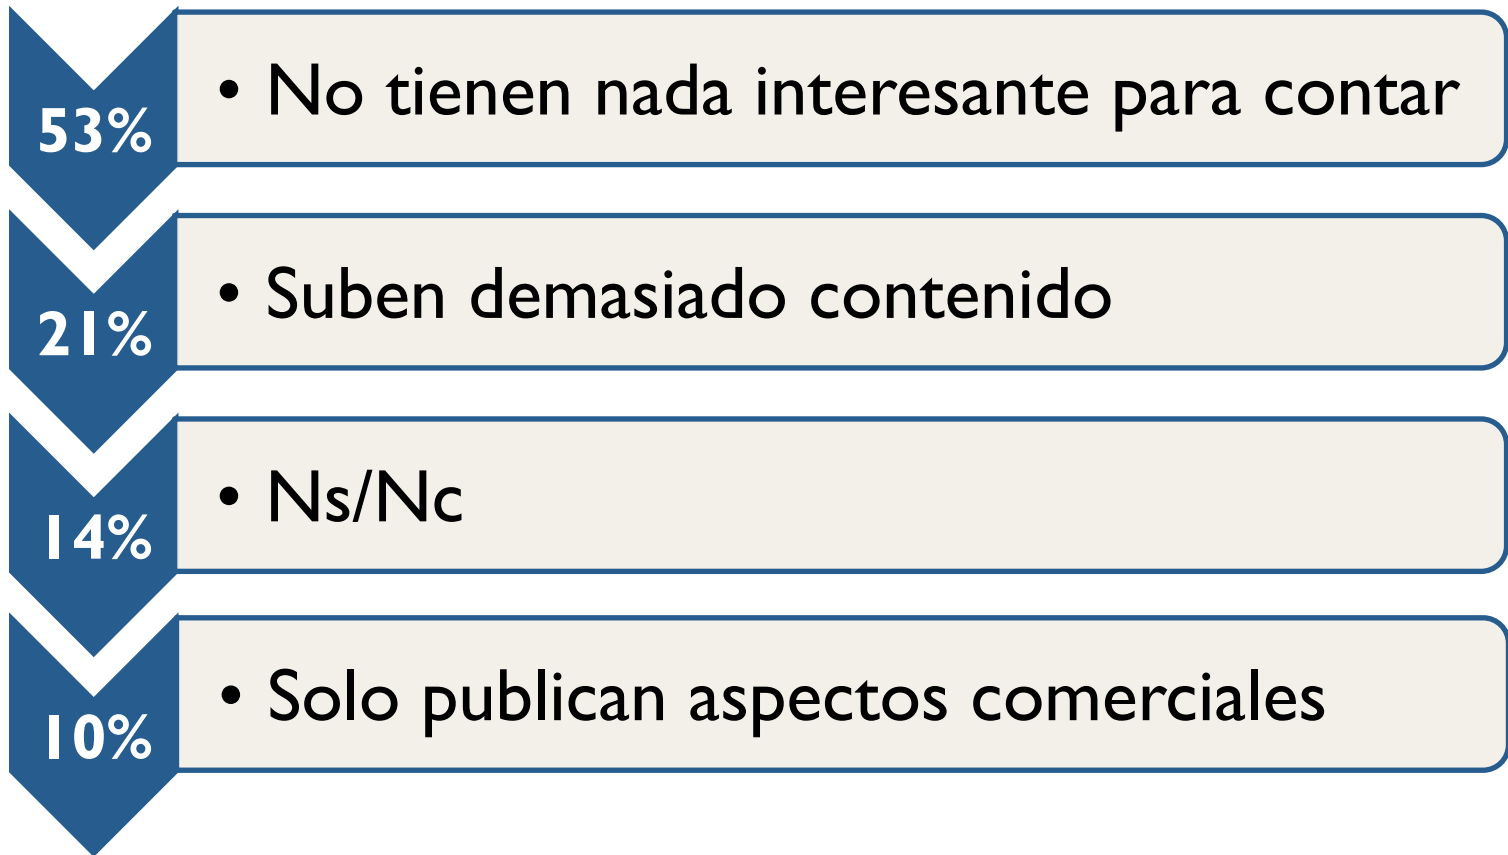 53%
• No tienen nada interesante para contar
21%
• Suben demasiado contenido
14%
• Ns/Nc
10%
• Solo publican aspectos comerciales